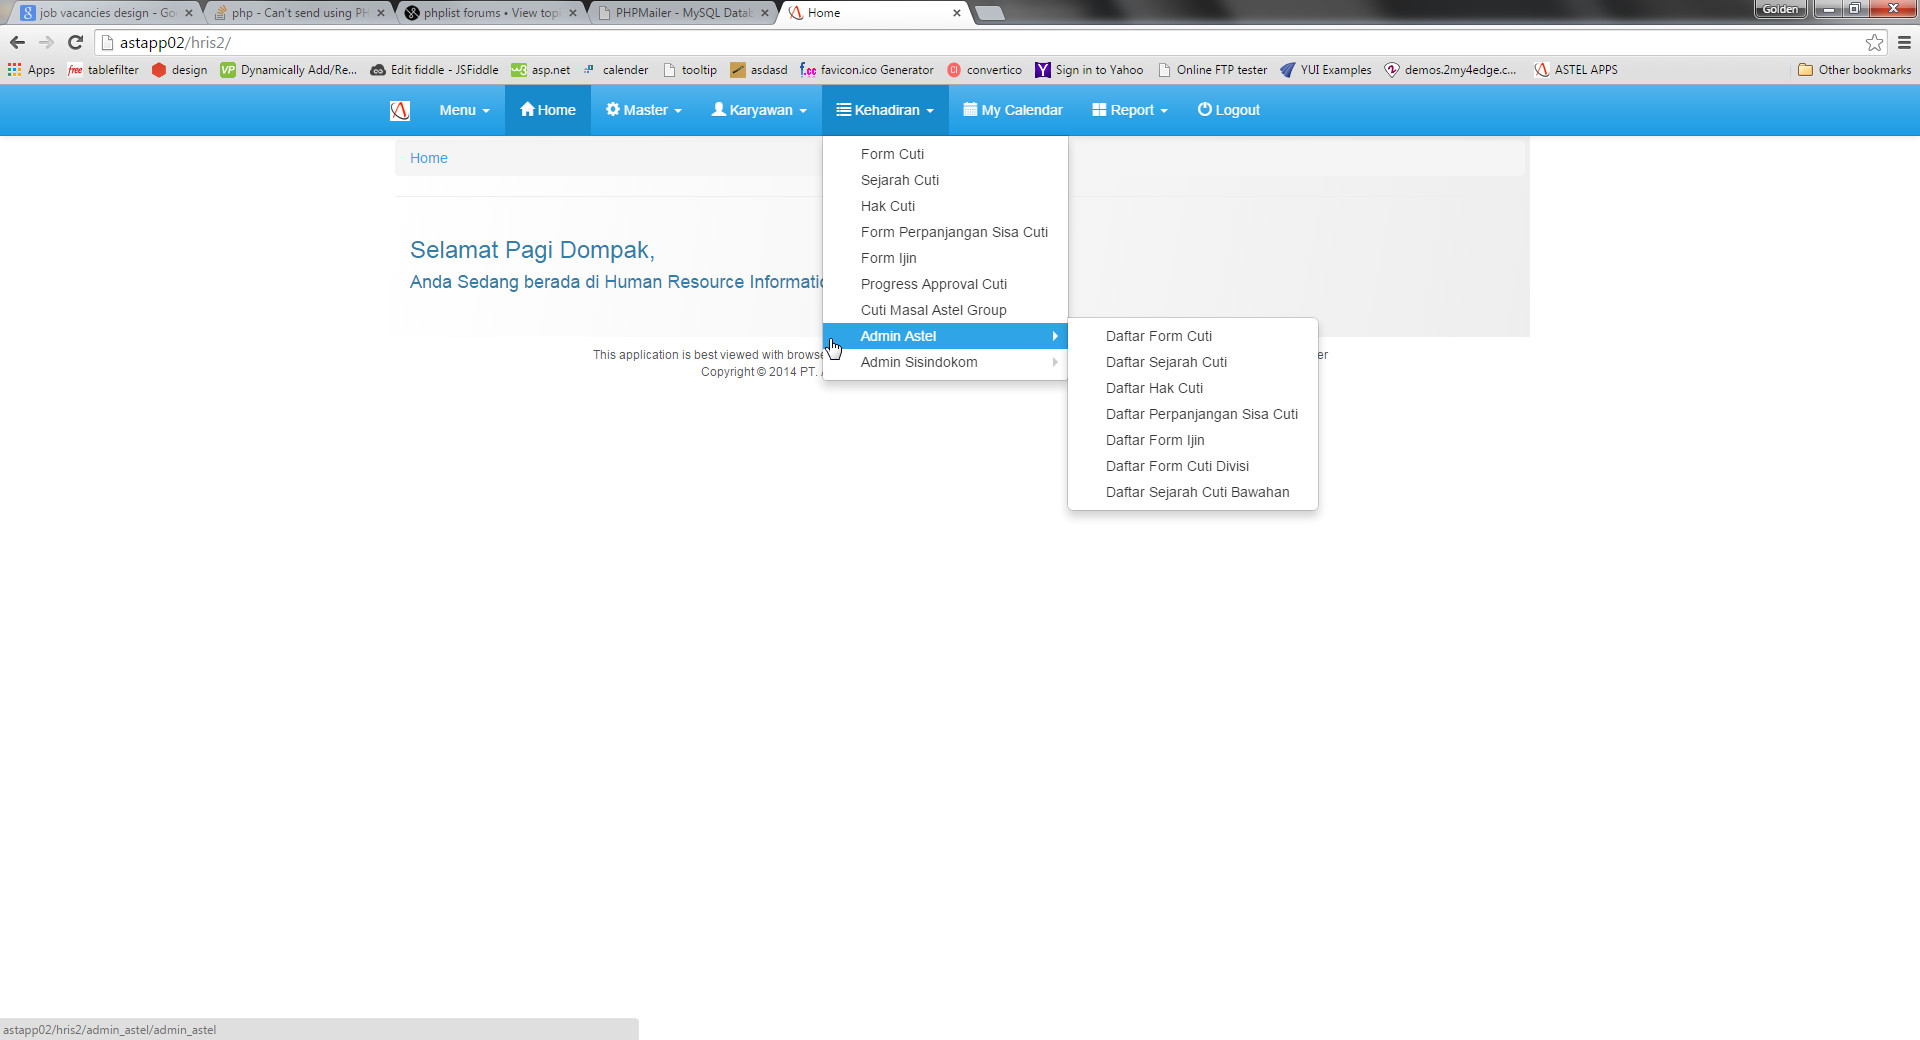 job vacancies design - Go
php - Can't send using PH
phplist forums • View topi
PHPMailer - MySQL Datab
Home
Golden
astapp02/hris2/
Apps
tablefilter
design
Dynamically Add/Re...
Edit fiddle - JSFiddle
asp.net
calender
tooltip
asdasd
favicon.ico Generator
convertico
Sign in to Yahoo
Online FTP tester
YUI Examples
demos.2my4edge.c...
ASTEL APPS
Other bookmarks
Menu
Home
Master
Karyawan
Kehadiran
My Calendar
Report
Logout
Home
Selamat Pagi Dompak,
Anda Sedang berada di Human Resource Informatio
Form Cuti
Sejarah Cuti
Hak Cuti
Form Perpanjangan Sisa Cuti
Form Ijin
Progress Approval Cuti
Cuti Masal Astel Group
Admin Astel
Admin Sisindokom
Daftar Form Cuti
Daftar Sejarah Cuti
Daftar Hak Cuti
Daftar Perpanjangan Sisa Cuti
Daftar Form Ijin
Daftar Form Cuti Divisi
Daftar Sejarah Cuti Bawahan
This application is best viewed with browse
er
Copyright © 2014 PT.
astapp02/hris2/admin_astel/admin_astel